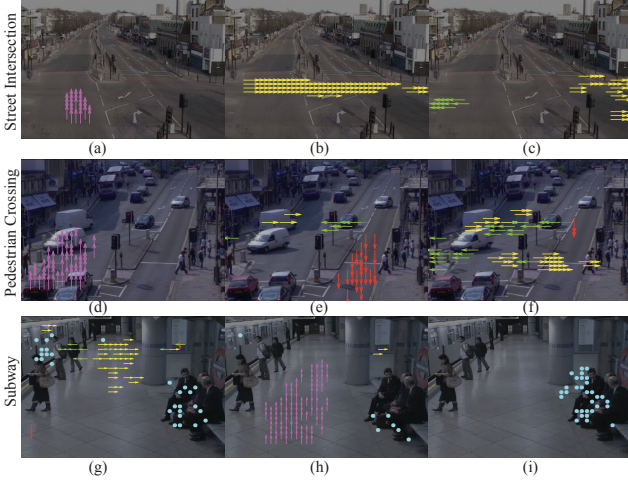 Street Intersection
(a) (b) (c)
Pedestrian Crossing
(d) (e) (f)
Subway
(g) (h) (i)